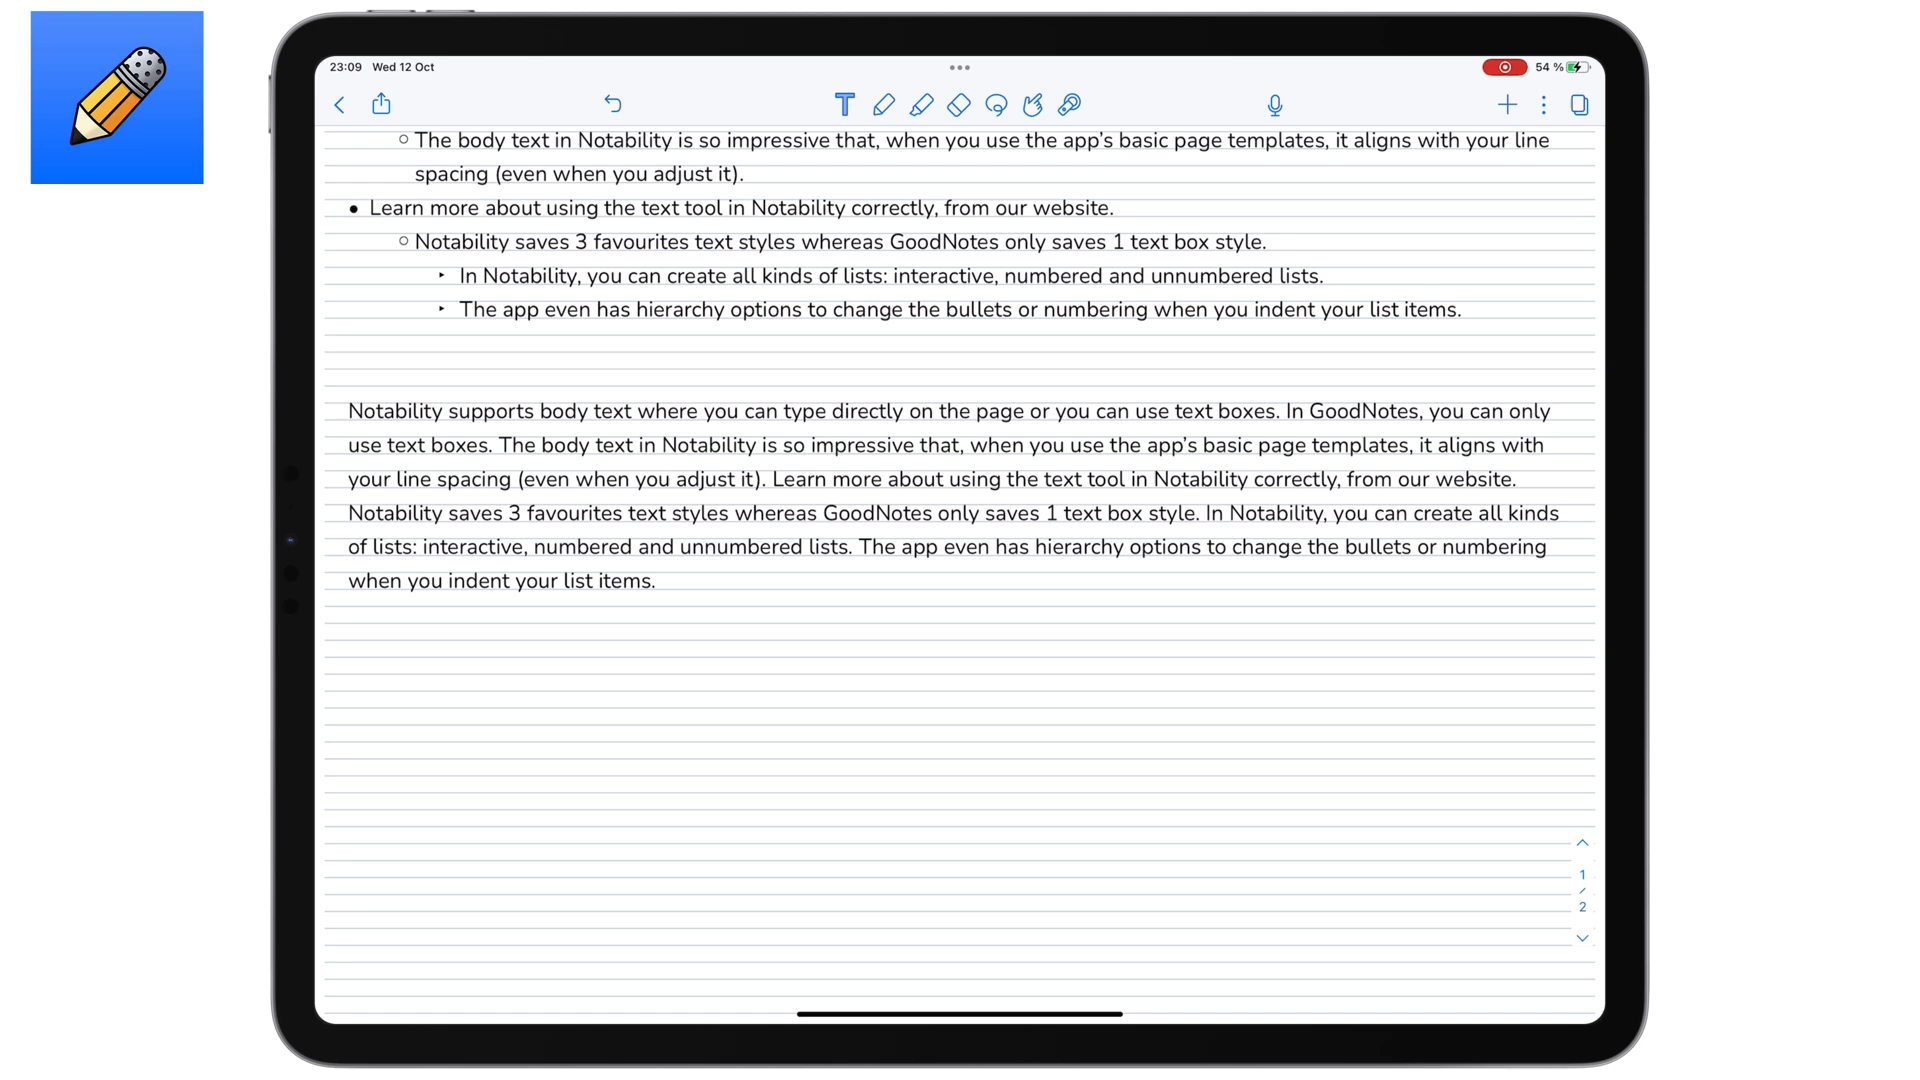 23:09 Wed 12 Oct
54 %
◦ The body text in Notability is so impressive that, when you use the app’s basic page templates, it aligns with your line
spacing (even when you adjust it).
• Learn more about using the text tool in Notability correctly, from our website.
◦ Notability saves 3 favourites text styles whereas GoodNotes only saves 1 text box style.
‣ In Notability, you can create all kinds of lists: interactive, numbered and unnumbered lists.
‣ The app even has hierarchy options to change the bullets or numbering when you indent your list items.
Notability supports body text where you can type directly on the page or you can use text boxes. In GoodNotes, you can only
use text boxes. The body text in Notability is so impressive that, when you use the app’s basic page templates, it aligns with
your line spacing (even when you adjust it). Learn more about using the text tool in Notability correctly, from our website.
Notability saves 3 favourites text styles whereas GoodNotes only saves 1 text box style. In Notability, you can create all kinds
of lists: interactive, numbered and unnumbered lists. The app even has hierarchy options to change the bullets or numbering
when you indent your list items.
1
/
2